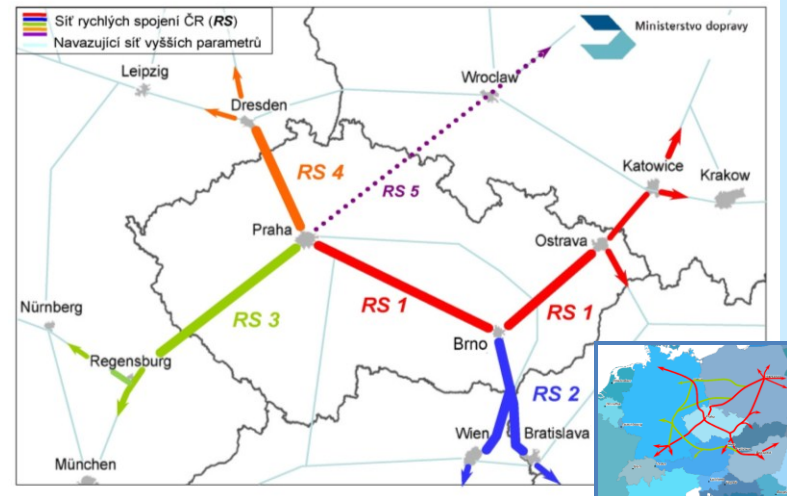 Síť rychlých spojení ČR (RS)
Navazující síť vyšších parametrů
Ministerstvo dopravy
Leipzig
Wroclaw
Dresden
Katowice
Krakow
RS 4
RS 5
Praha
Ostrava
RS 1
RS 1
Nürnberg
RS 3
Brno
Regensburg
RS 2
Wien
Bratislava
München